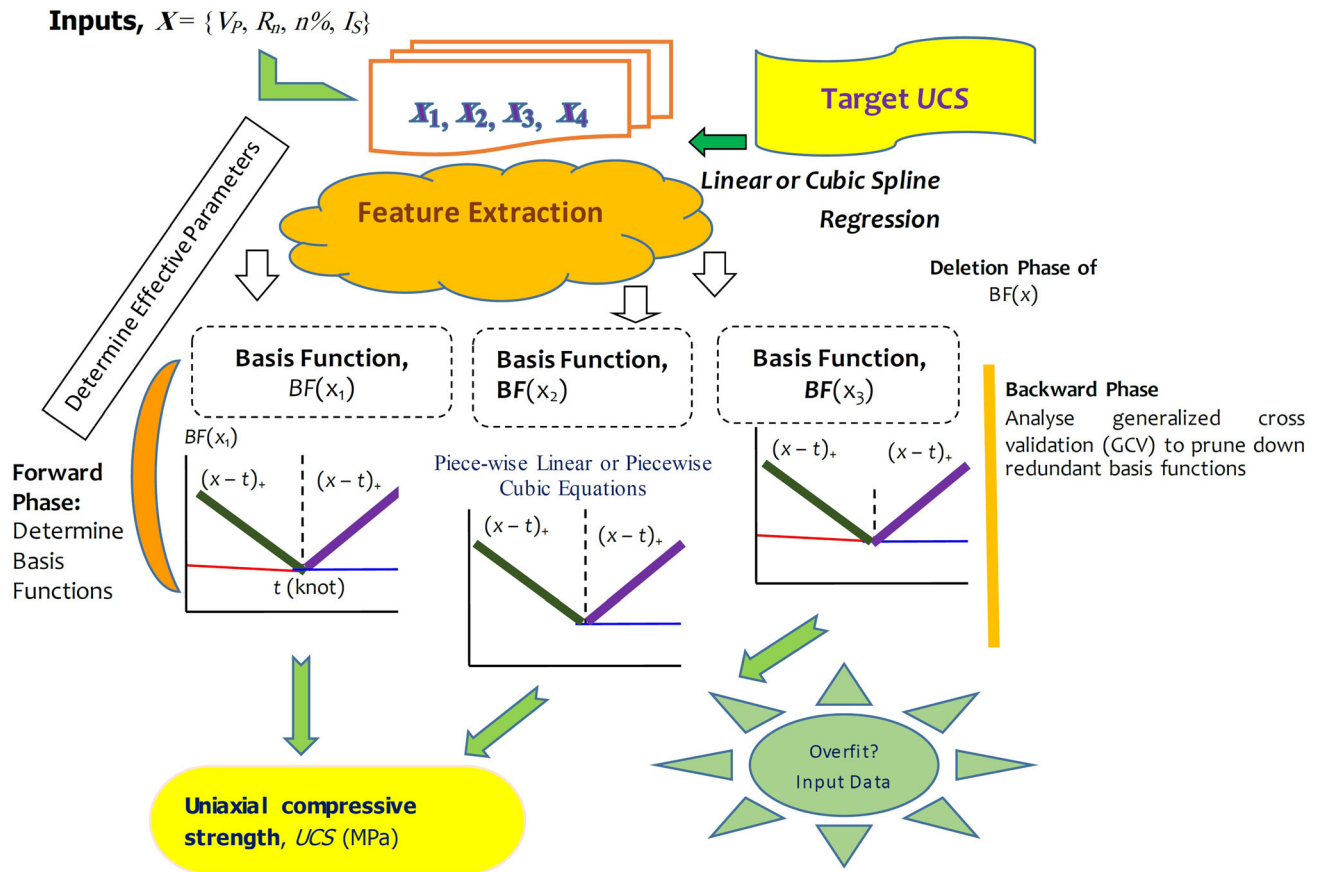 Inputs, X = {V_P, R_n, n%, I_S}
x₁, x₂, x₃, x₄
Target UCS
Linear or Cubic Spline
Regression
Feature Extraction
Determine Effective Parameters
Deletion Phase of
BF(x)
Basis Function,
BF(x₁)
Basis Function,
BF(x₂)
Basis Function,
BF(x₃)
Backward Phase
Analyse generalized cross
validation (GCV) to prune down
redundant basis functions
Forward
Phase:
Determine
Basis
Functions
BF(x₁)
(x – t)₊
(x – t)₊
t (knot)
Piece-wise Linear or Piecewise
Cubic Equations
(x – t)₊
(x – t)₊
(x – t)₊
(x – t)₊
Overfit?
Input Data
Uniaxial compressive
strength, UCS (MPa)